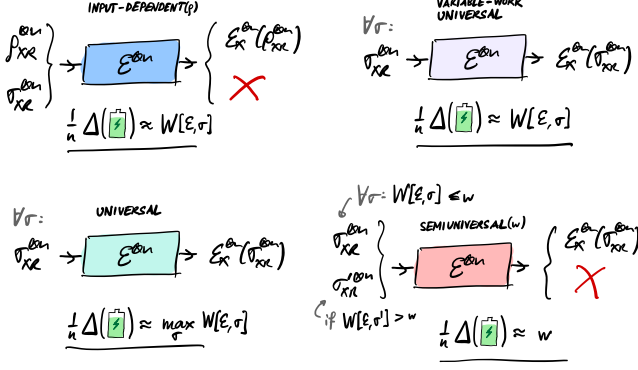 INPUT-DEPENDENT(ρ)
ρ_XR^⊗n
σ_XR^⊗n
ℰ^⊗n
ℰ_X^⊗n(ρ_XR^⊗n)
1/n Δ( ) ≈ W[ℰ,σ]
VARIABLE-WORK
UNIVERSAL
∀σ:
σ_XR^⊗n
ℰ^⊗n
ℰ_X^⊗n(σ_XR^⊗n)
1/n Δ( ) ≈ W[ℰ,σ]
UNIVERSAL
∀σ:
σ_XR^⊗n
ℰ^⊗n
ℰ_X^⊗n(σ_XR^⊗n)
1/n Δ( ) ≈ max_σ W[ℰ,σ]
∀σ: W[ℰ,σ] ≤ w
SEMIUNIVERSAL(w)
σ_XR^⊗n
σ'_XR^⊗n
ℰ^⊗n
ℰ_X^⊗n(σ_XR^⊗n)
if W[ℰ,σ'] > w
1/n Δ( ) ≈ w